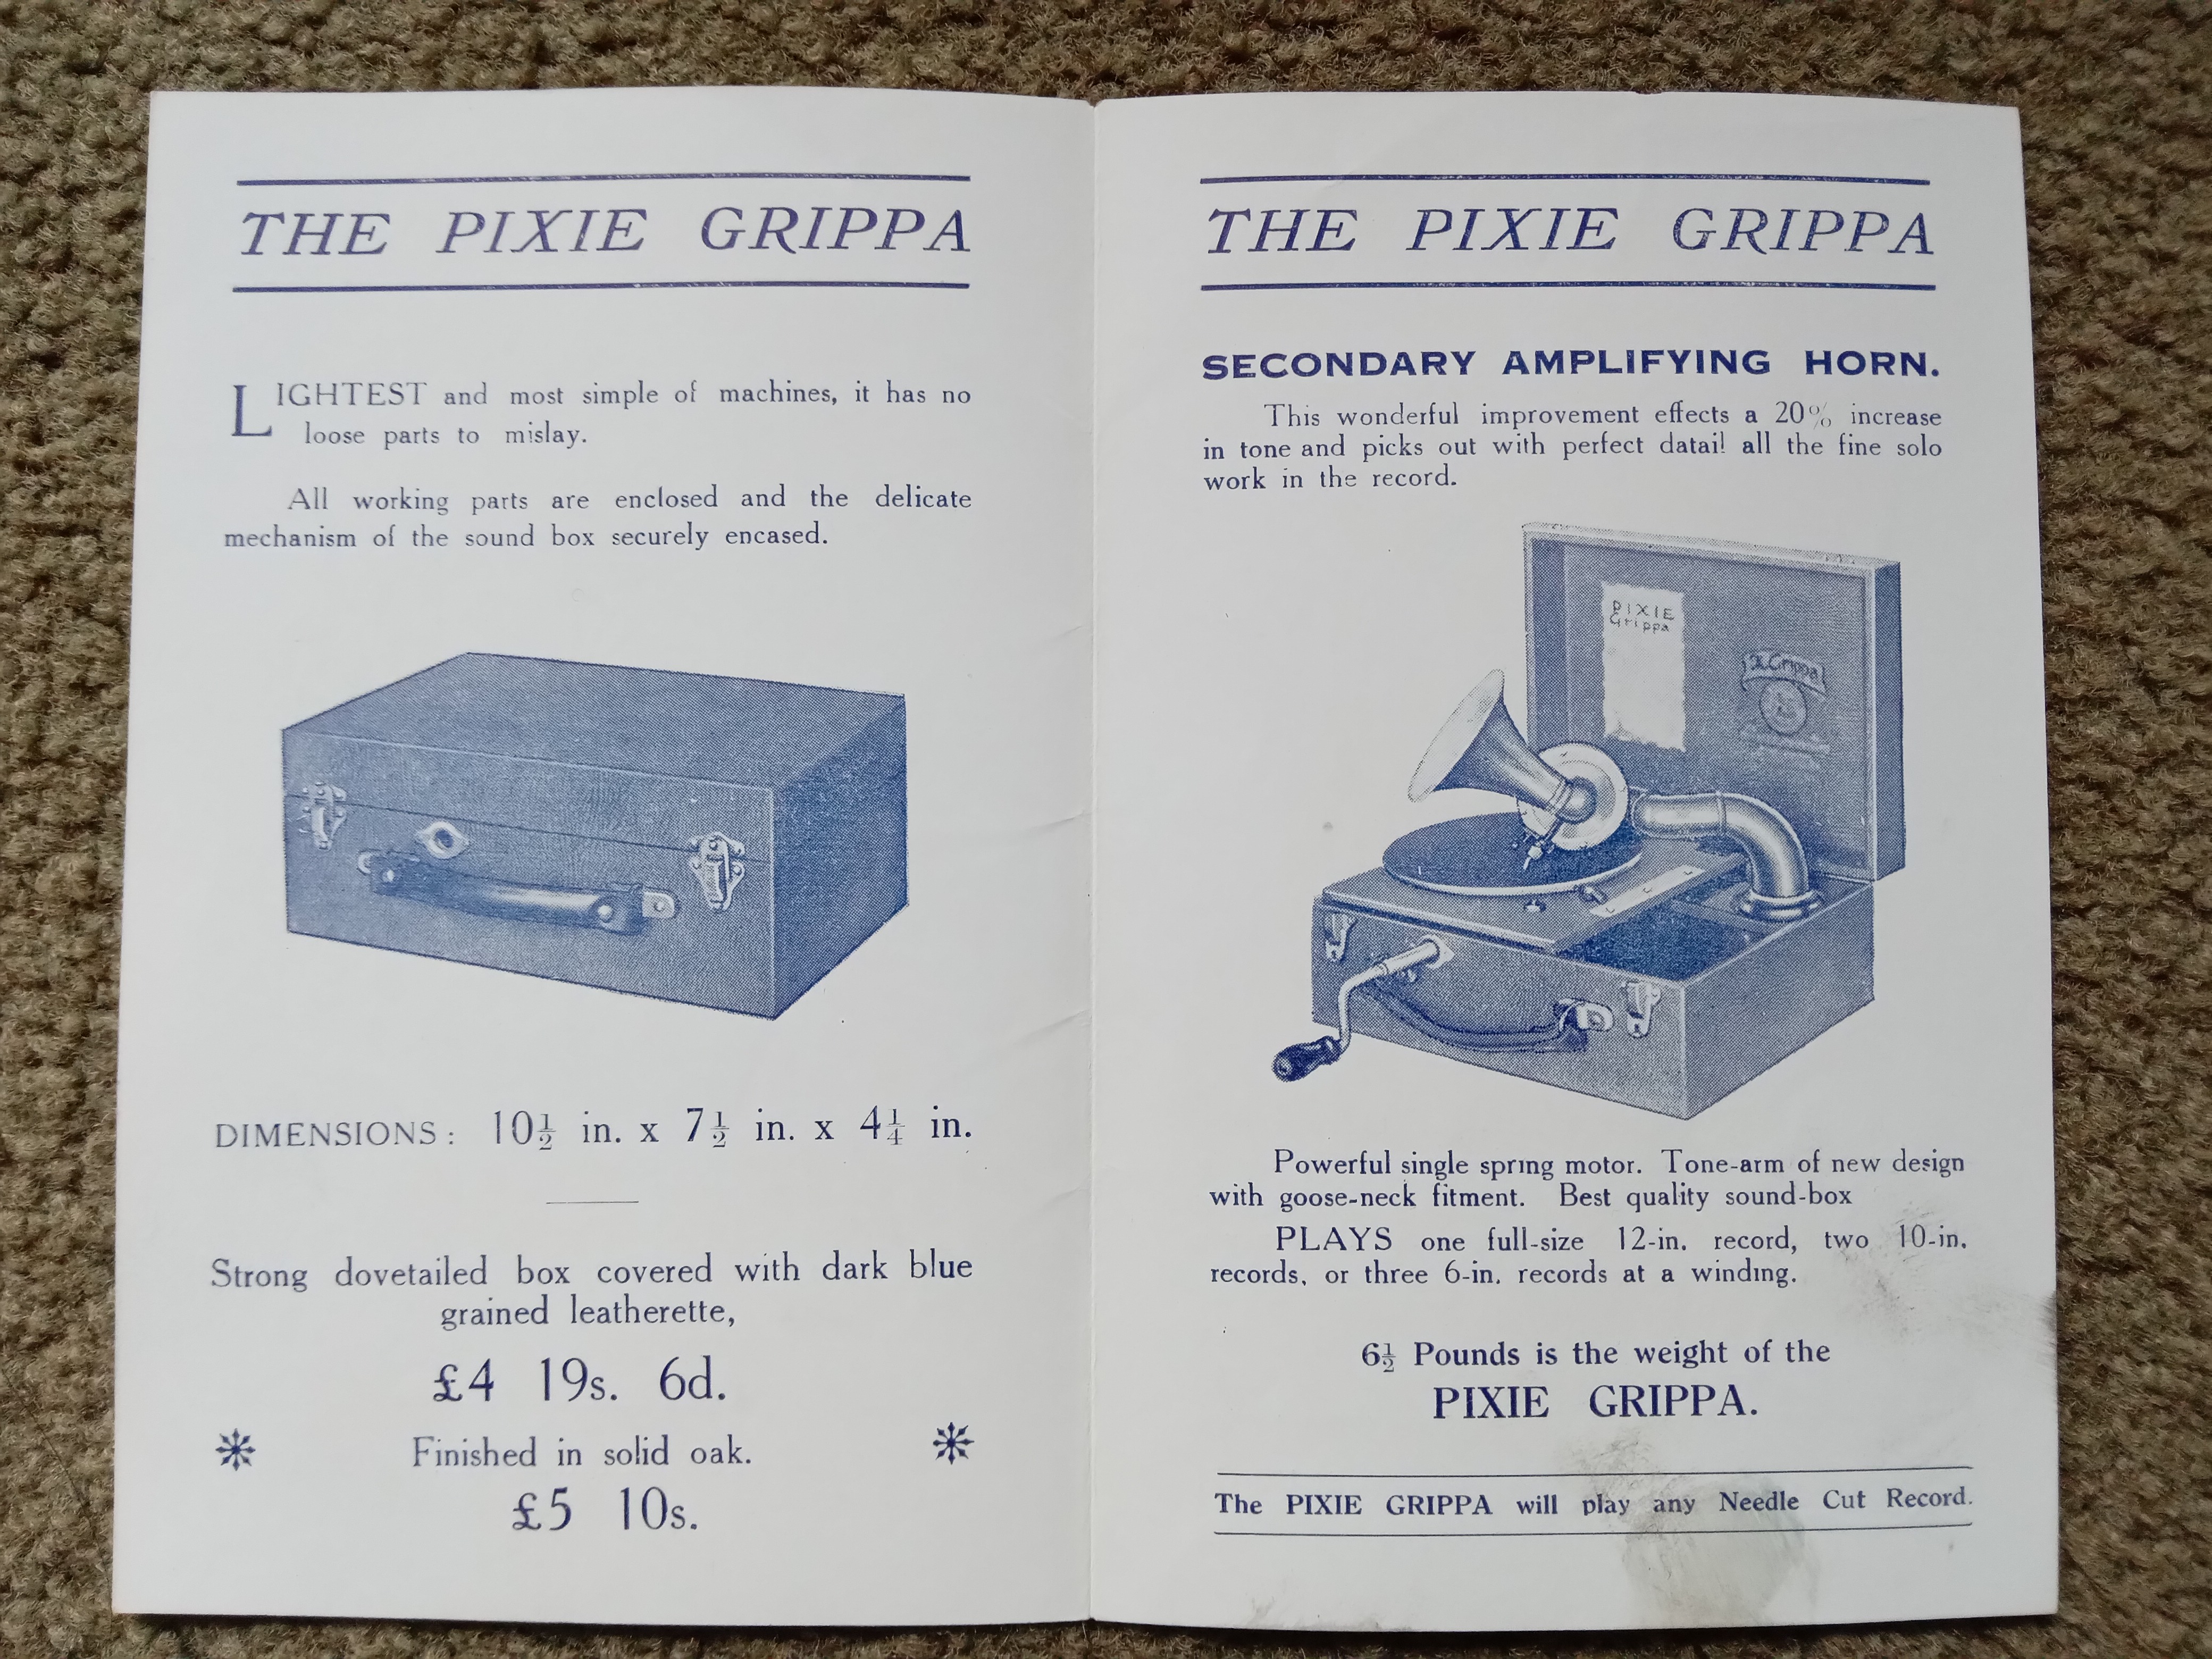 THE PIXIE GRIPPA
LIGHTEST and most simple of machines, it has no
loose parts to mislay.
All working parts are enclosed and the delicate
mechanism of the sound box securely encased.
DIMENSIONS: 10½ in. x 7½ in. x 4¼ in.
Strong dovetailed box covered with dark blue
grained leatherette,
£4 19s. 6d.
Finished in solid oak.
£5 10s.
THE PIXIE GRIPPA
SECONDARY AMPLIFYING HORN.
This wonderful improvement effects a 20% increase
in tone and picks out with perfect datail all the fine solo
work in the record.
PIXIE
Grippa
Grippa
Powerful single spring motor. Tone-arm of new design
with goose-neck fitment. Best quality sound-box
PLAYS one full-size 12-in. record, two 10-in.
records, or three 6-in. records at a winding.
6½ Pounds is the weight of the
PIXIE GRIPPA.
The PIXIE GRIPPA will play any Needle Cut Record.